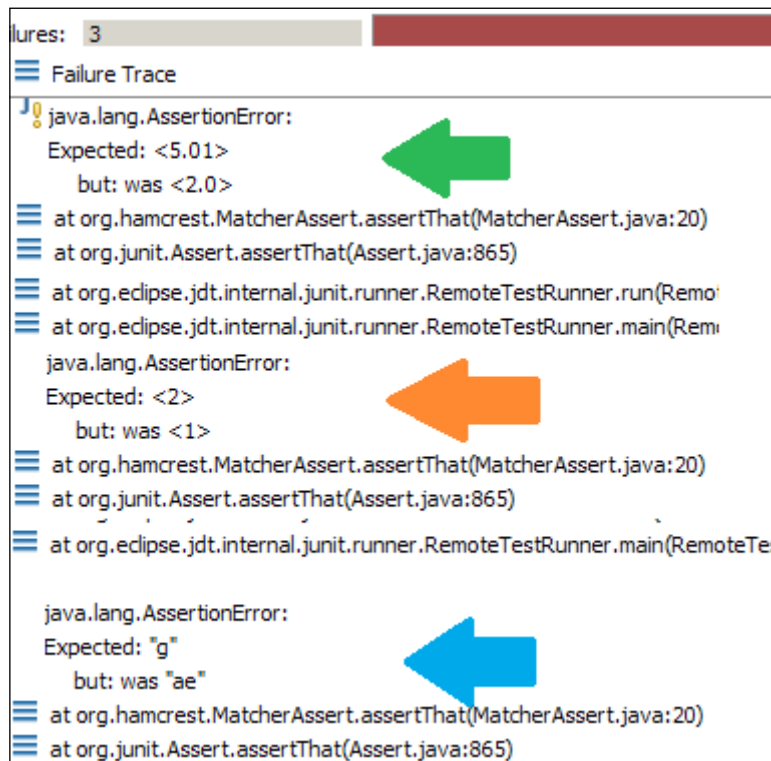 lures: 3
Failure Trace
java.lang.AssertionError:
Expected: <5.01>
but: was <2.0>
at org.hamcrest.MatcherAssert.assertThat(MatcherAssert.java:20)
at org.junit.Assert.assertThat(Assert.java:865)
at org.eclipse.jdt.internal.junit.runner.RemoteTestRunner.run(Remot
at org.eclipse.jdt.internal.junit.runner.RemoteTestRunner.main(Rem
java.lang.AssertionError:
Expected: <2>
but: was <1>
at org.hamcrest.MatcherAssert.assertThat(MatcherAssert.java:20)
at org.junit.Assert.assertThat(Assert.java:865)
at org.eclipse.jdt.internal.junit.runner.RemoteTestRunner.main(RemoteTe
java.lang.AssertionError:
Expected: "g"
but: was "ae"
at org.hamcrest.MatcherAssert.assertThat(MatcherAssert.java:20)
at org.junit.Assert.assertThat(Assert.java:865)